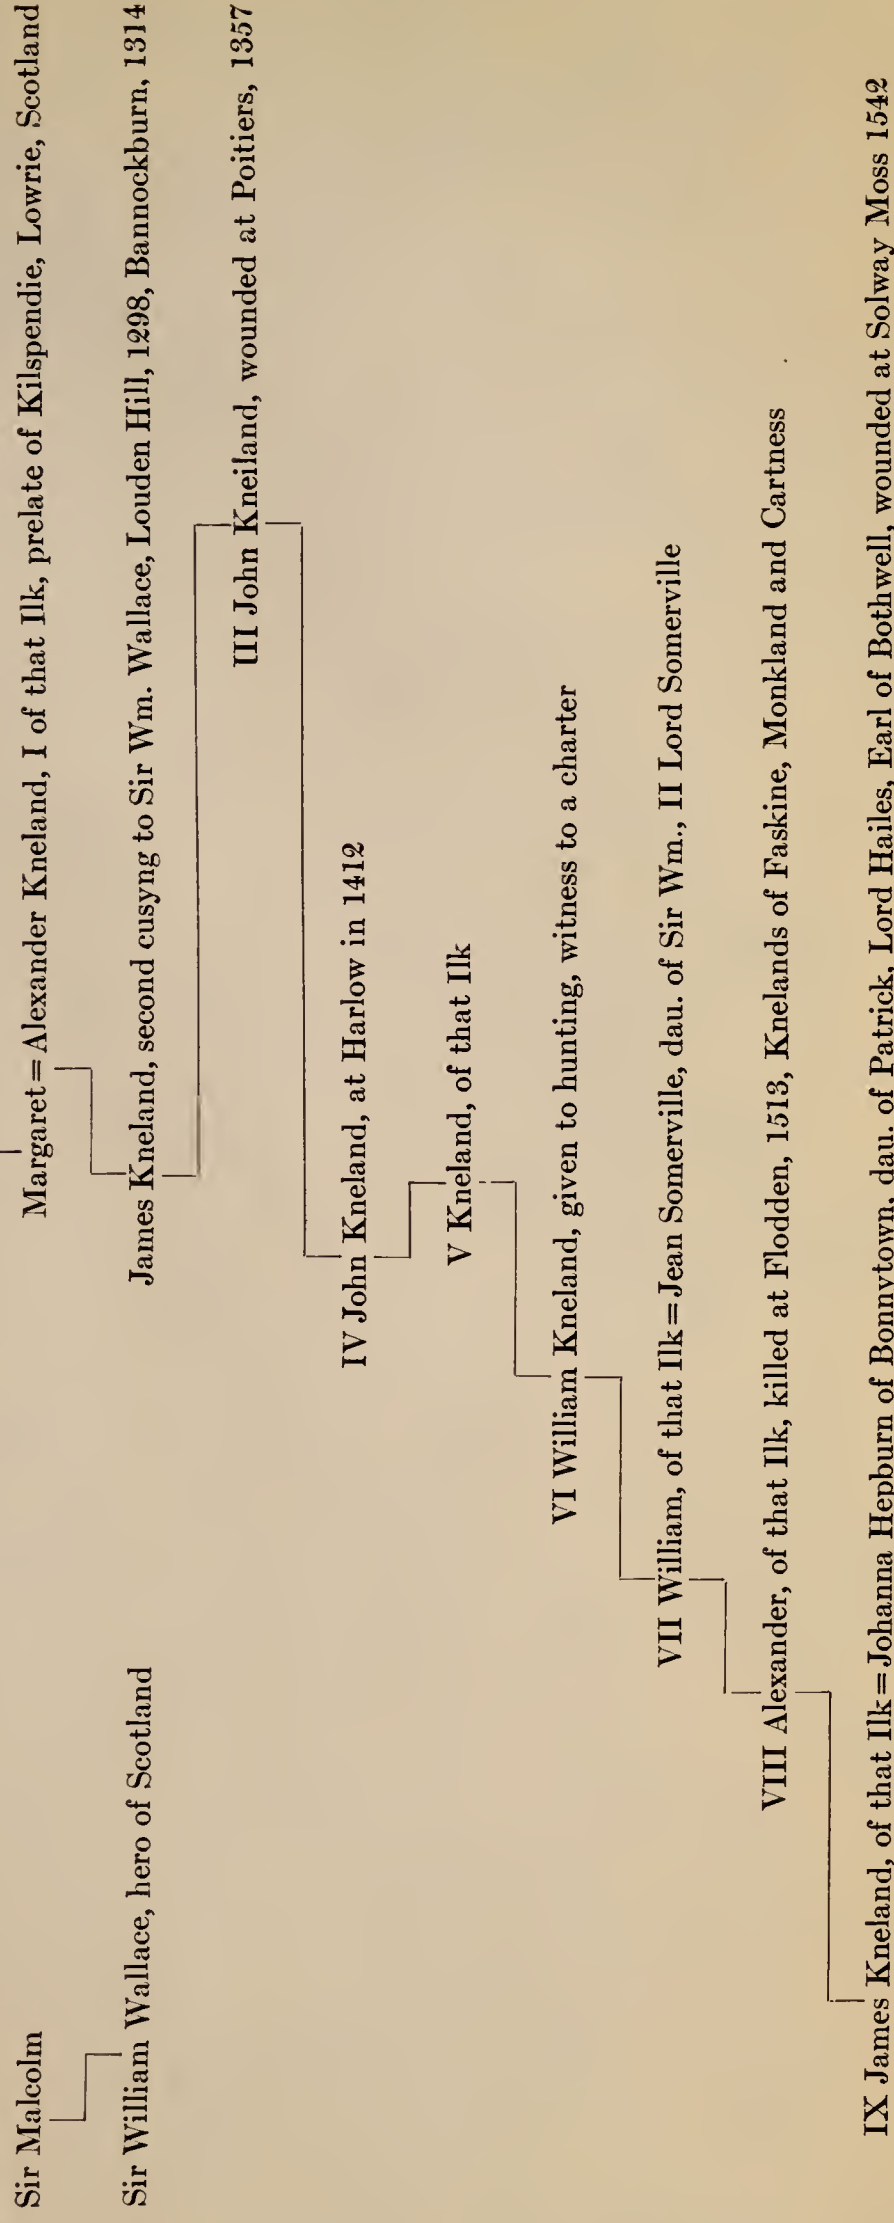 Sir Malcolm
Margaret=Alexander Kneland, I of that Ilk, prelate of Kilspendie, Lowrie, Scotland
Sir William Wallace, hero of Scotland
James Kneland, second cusyng to Sir Wm. Wallace, Louden Hill, 1298, Bannockburn, 1314
III John Kneiland, wounded at Poitiers, 1357
IV John Kneland, at Harlow in 1412
V Kneland, of that Ilk
VI William Kneland, given to hunting, witness to a charter
VII William, of that Ilk=Jean Somerville, dau. of Sir Wm., II Lord Somerville
VIII Alexander, of that Ilk, killed at Flodden, 1513, Knelands of Faskine, Monkland and Cartness
IX James Kneland, of that Ilk=Johanna Hepburn of Bonnytown, dau. of Patrick, Lord Hailes, Earl of Bothwell, wounded at Solway Moss 1542